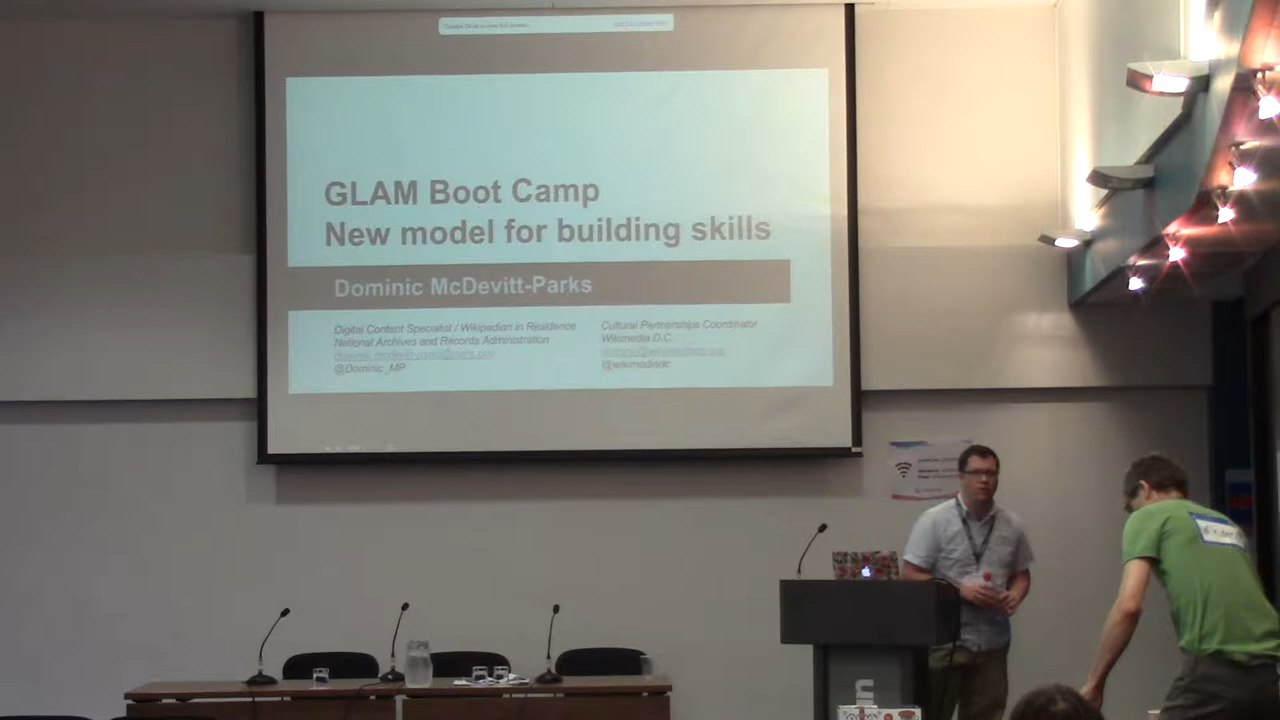 GLAM Boot Camp
New model for building skills
Dominic McDevitt-Parks
Digital Content Specialist / Wikipedian in Residence
National Archives and Records Administration
@Dominic_MP
Cultural Partnerships Coordinator
Wikimedia D.C.
@wikimediadc